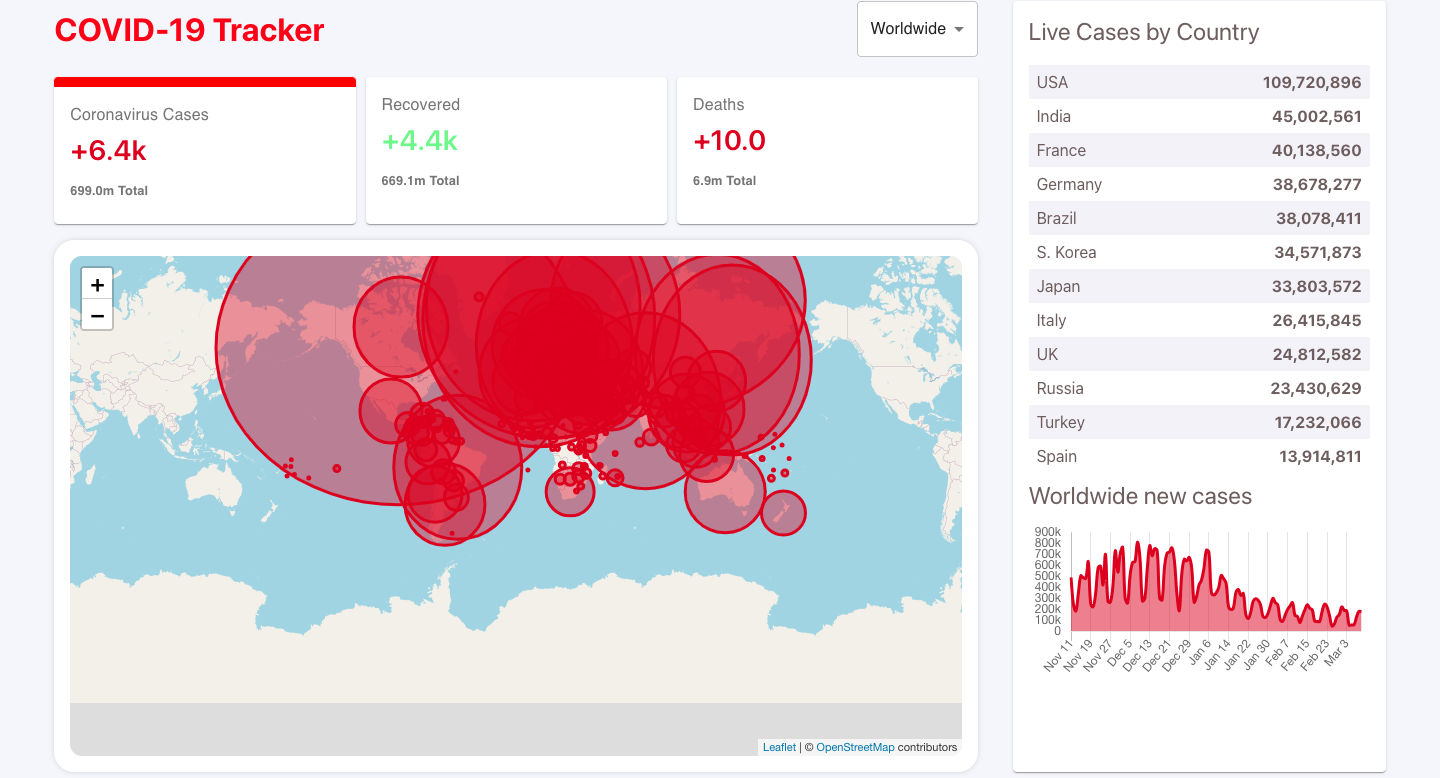 COVID-19 Tracker
Worldwide
Coronavirus Cases
+6.4k
699.0m Total
Recovered
+4.4k
669.1m Total
Deaths
+10.0
6.9m Total
+
−
Leaflet | © OpenStreetMap contributors
Live Cases by Country
USA 109,720,896
India 45,002,561
France 40,138,560
Germany 38,678,277
Brazil 38,078,411
S. Korea 34,571,873
Japan 33,803,572
Italy 26,415,845
UK 24,812,582
Russia 23,430,629
Turkey 17,232,066
Spain 13,914,811
Worldwide new cases
900k
800k
700k
600k
500k
400k
300k
200k
100k
0
Nov 11
Nov 19
Nov 27
Dec 5
Dec 13
Dec 21
Dec 29
Jan 6
Jan 14
Jan 22
Jan 30
Feb 7
Feb 15
Feb 23
Mar 3